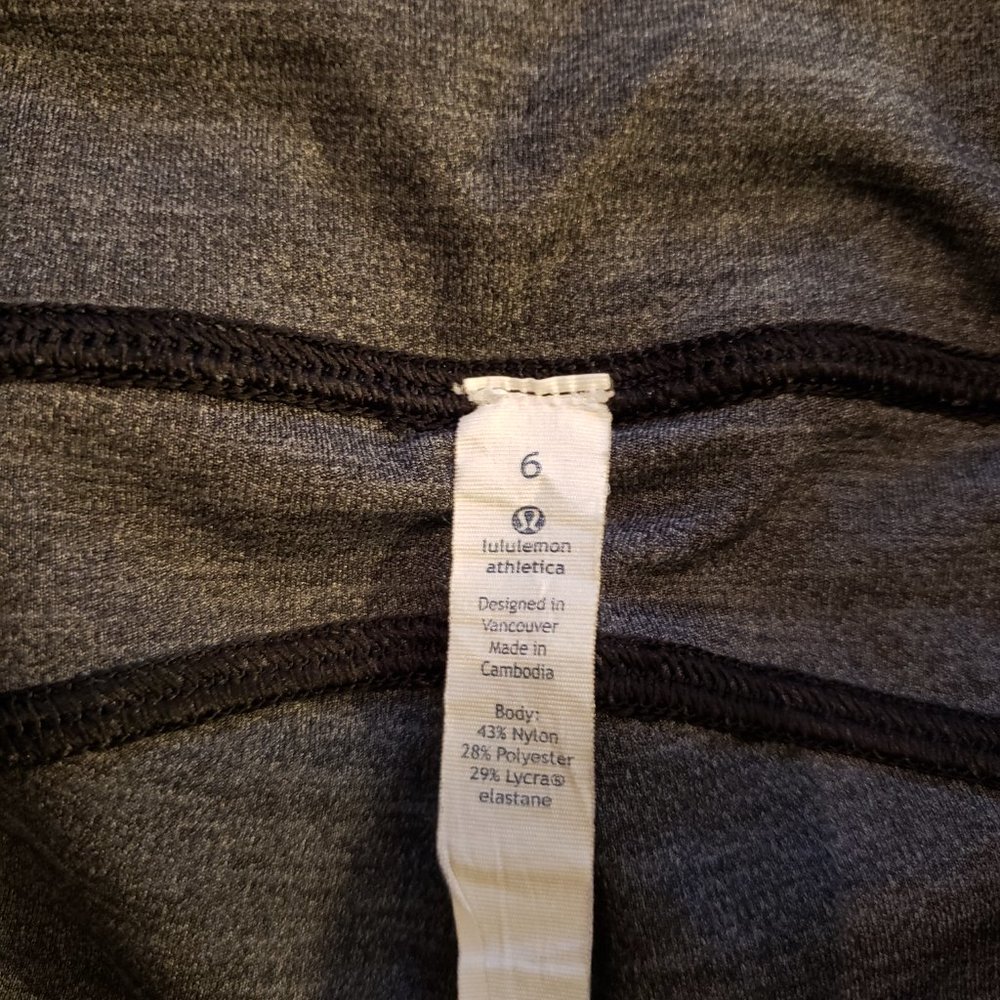 6
lululemon
athletica
Designed in
Vancouver
Made in
Cambodia
Body:
43% Nylon
28% Polyester
29% Lycra®
elastane